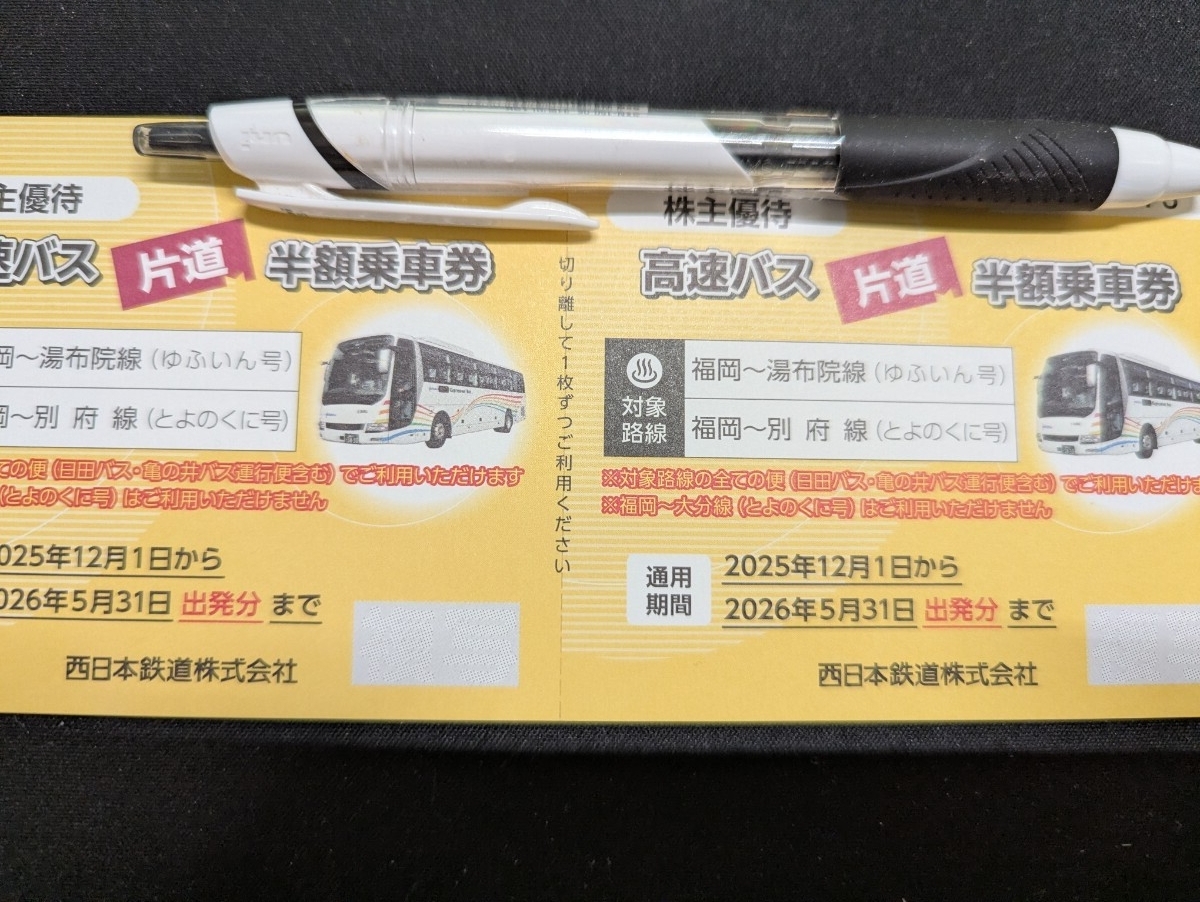 主優待
速バス 片道 半額乗車券
岡～湯布院線（ゆふいん号）
岡～別府線（とよのくに号）
ての便（日田バス・亀の井バス運行便含む）でご利用いただけます
（とよのくに号）はご利用いただけません
025年12月1日から
026年5月31日 出発分 まで
西日本鉄道株式会社
切り離して1枚ずつご利用ください
株主優待
高速バス 片道 半額乗車券
対象路線
福岡～湯布院線（ゆふいん号）
福岡～別府線（とよのくに号）
※対象路線の全ての便（日田バス・亀の井バス運行便含む）でご利用いただけま
※福岡～大分線（とよのくに号）はご利用いただけません
通用期間
2025年12月1日から
2026年5月31日 出発分 まで
西日本鉄道株式会社